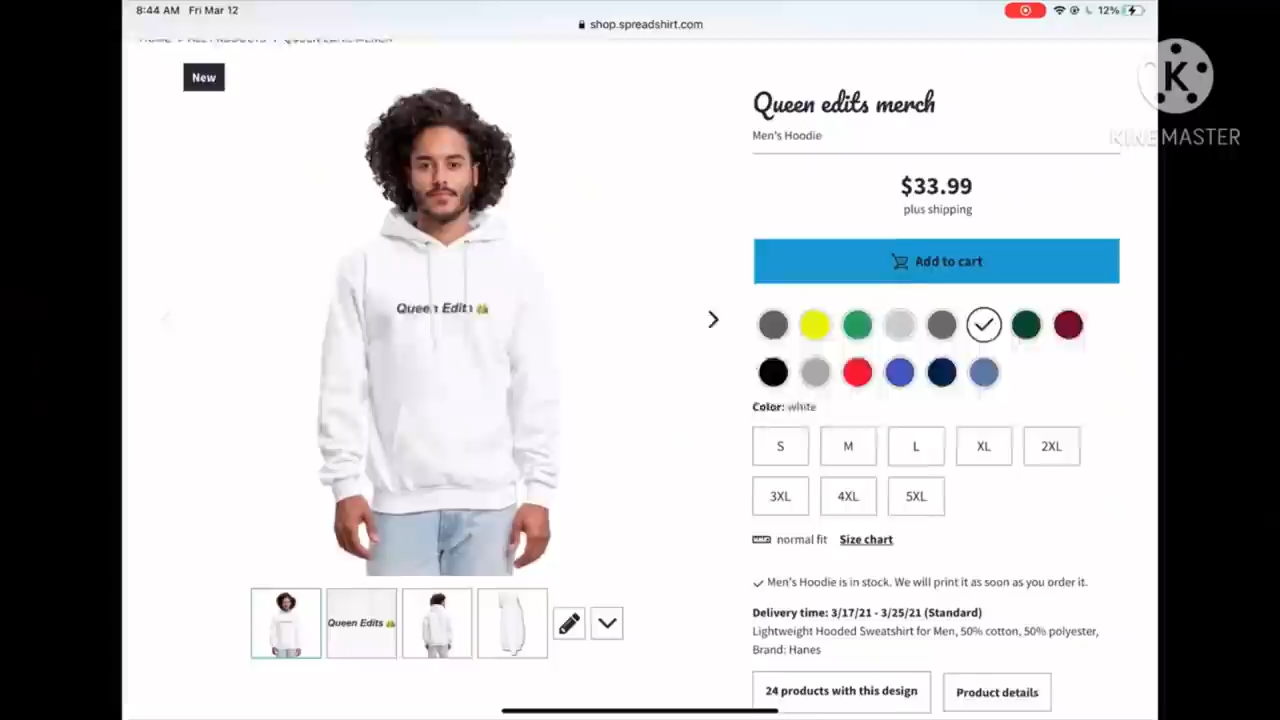 8:44 AM Fri Mar 12
shop.spreadshirt.com
12%
New
K
KINEMASTER
Queen edits merch
Men's Hoodie
$33.99
plus shipping
Add to cart
Queen Edits
Color: white
S
M
L
XL
2XL
3XL
4XL
5XL
normal fit
Size chart
Queen Edits
Men's Hoodie is in stock. We will print it as soon as you order it.
Delivery time: 3/17/21 - 3/25/21 (Standard)
Lightweight Hooded Sweatshirt for Men, 50% cotton, 50% polyester,
Brand: Hanes
24 products with this design
Product details